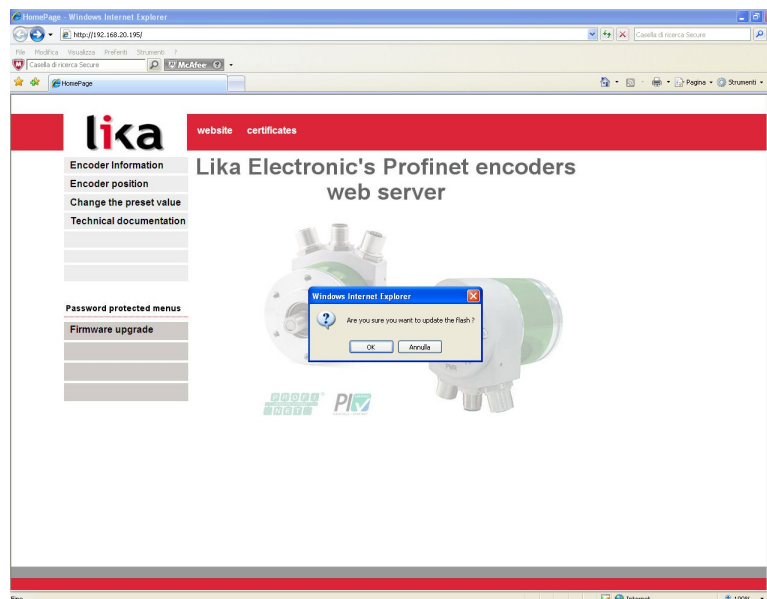 HomePage - Windows Internet Explorer
http://192.168.20.195/
Casella di ricerca Secure
File Modifica Visualizza Preferiti Strumenti ?
Casella di ricerca Secure
McAfee
HomePage
Pagina
Strumenti
lika
website certificates
Encoder Information
Encoder position
Change the preset value
Technical documentation
Password protected menus
Firmware upgrade
Lika Electronic's Profinet encoders
web server
Windows Internet Explorer
Are you sure you want to update the flash ?
OK Annulla
PROFI
NET
PI
Internet
100%